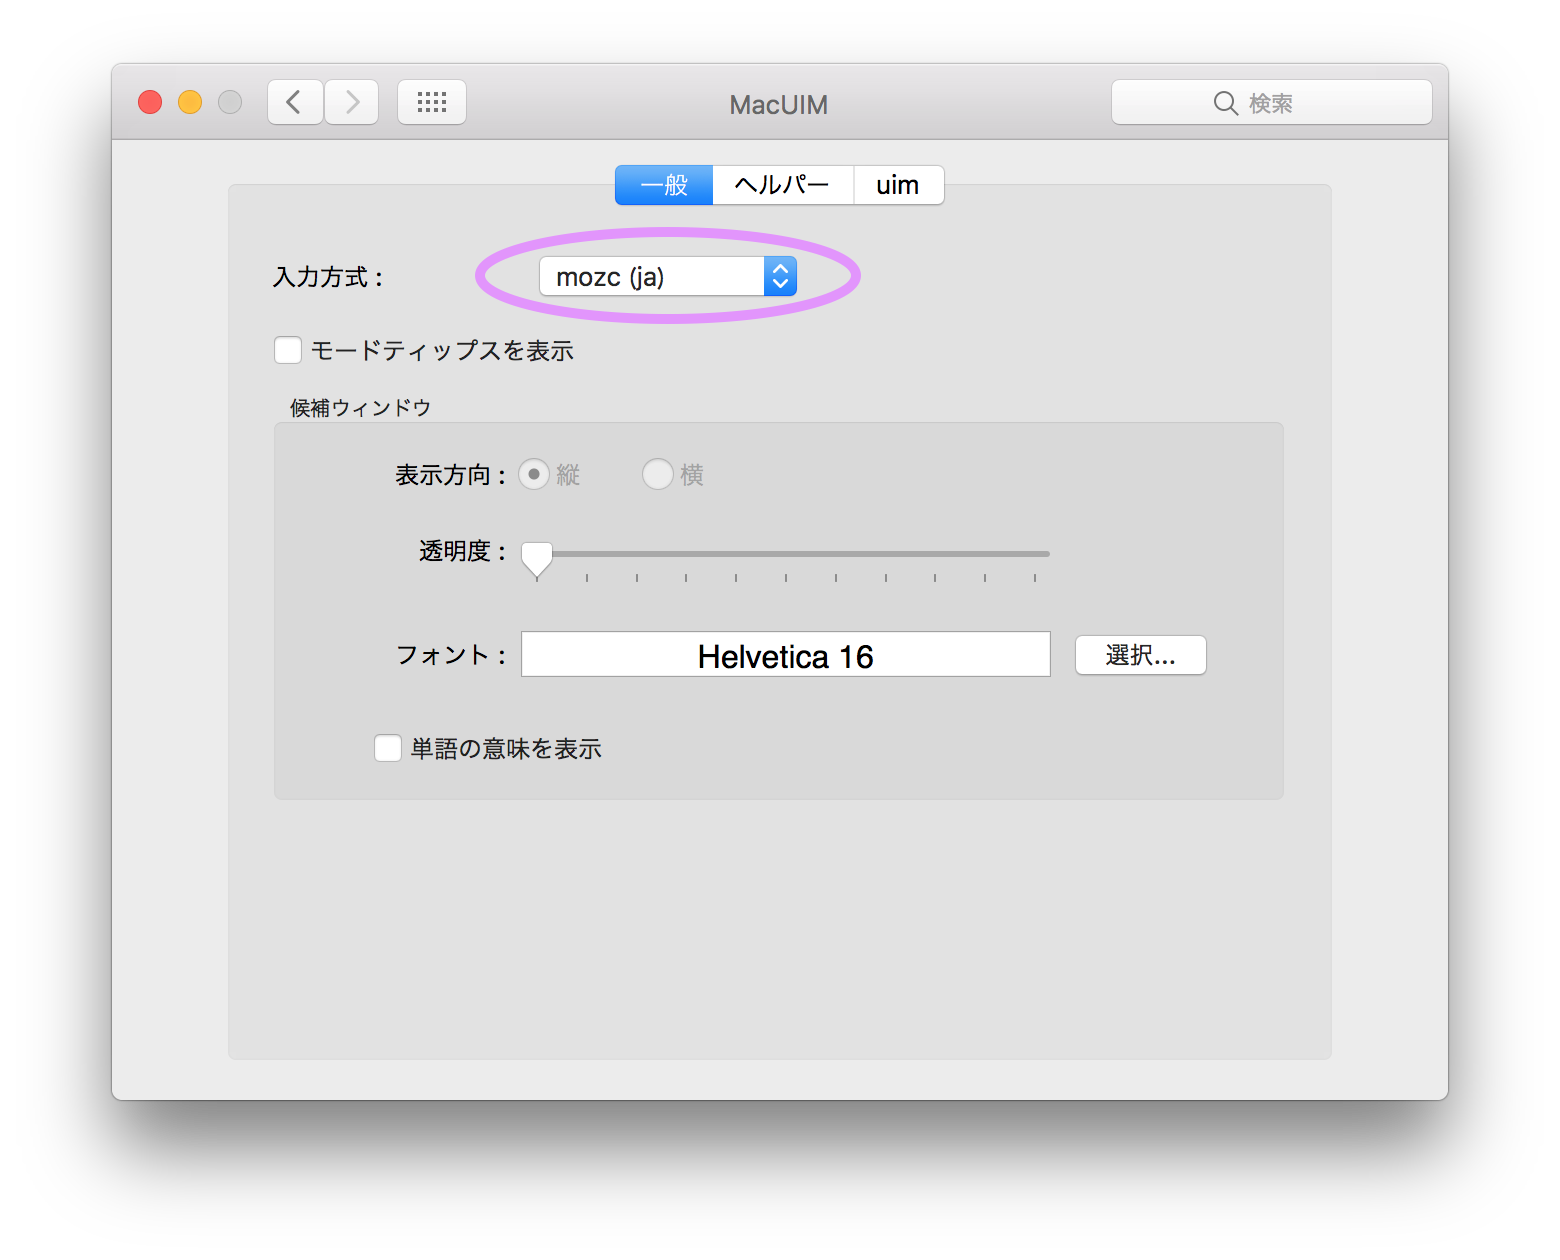 MacUIM
検索
一般 ヘルパー uim
入力方式： mozc (ja)
モードティップスを表示
候補ウィンドウ
表示方向： 縦 横
透明度：
フォント： Helvetica 16 選択...
単語の意味を表示